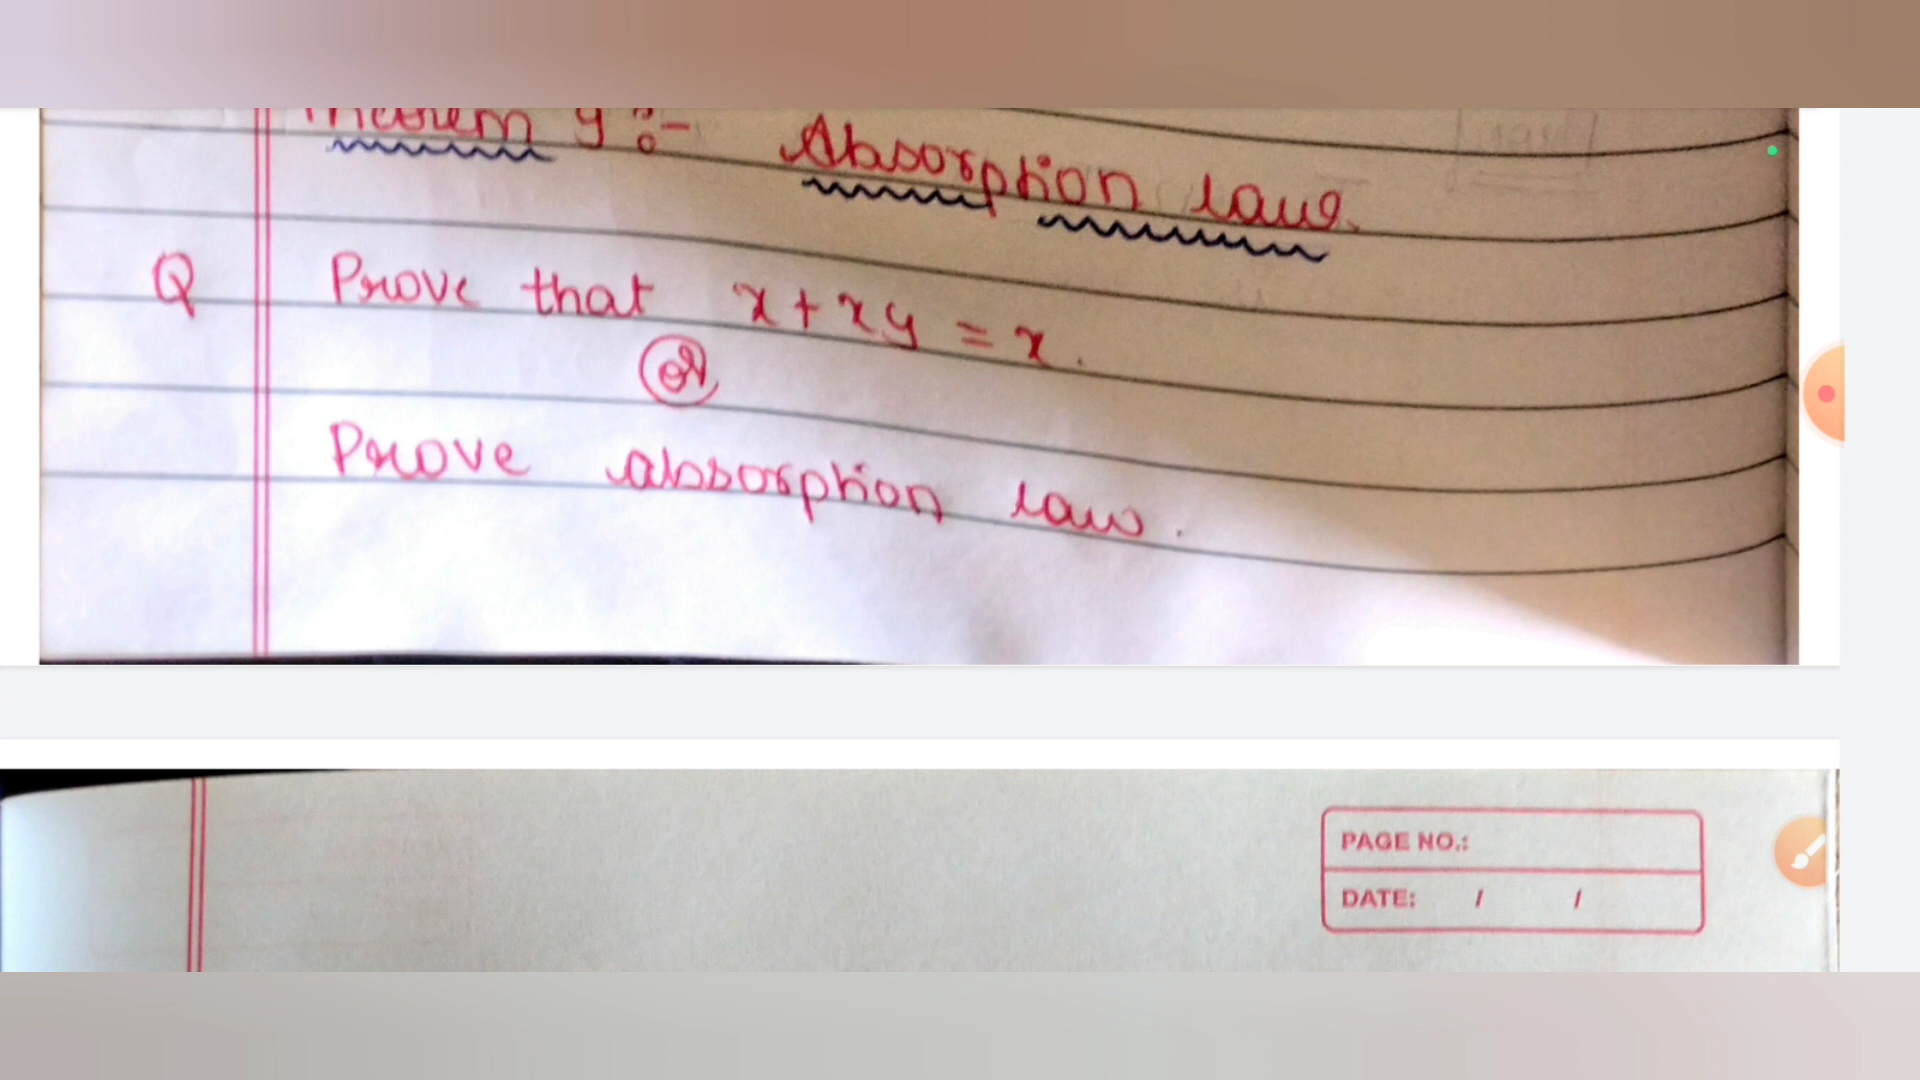 Theorem 9 :- Absorption law.
Q Prove that x + xy = x.
or
Prove absorption law.
PAGE NO.:
DATE: / /